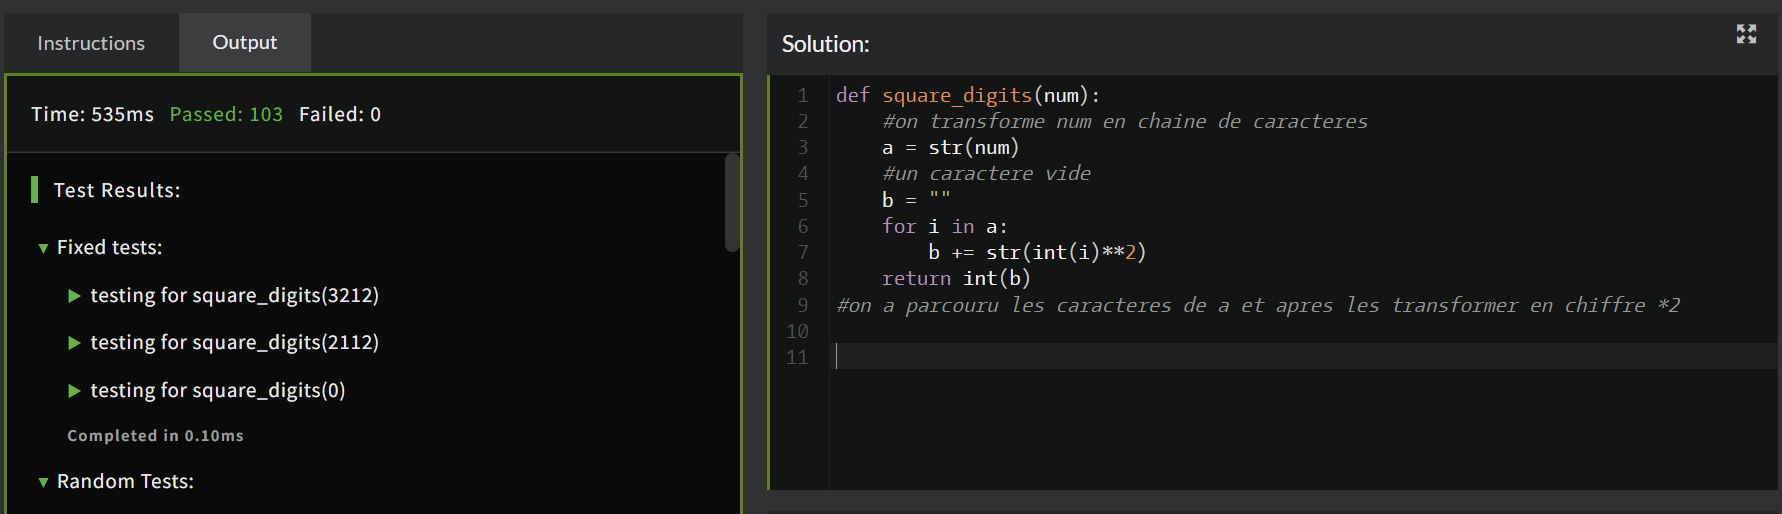 Instructions
Output
Time: 535ms Passed: 103 Failed: 0
Test Results:
Fixed tests:
testing for square_digits(3212)
testing for square_digits(2112)
testing for square_digits(0)
Completed in 0.10ms
Random Tests:
Solution:
1 def square_digits(num):
2     #on transforme num en chaine de caracteres
3     a = str(num)
4     #un caractere vide
5     b = ""
6     for i in a:
7         b += str(int(i)**2)
8     return int(b)
9 #on a parcouru les caracteres de a et apres les transformer en chiffre *2
10
11